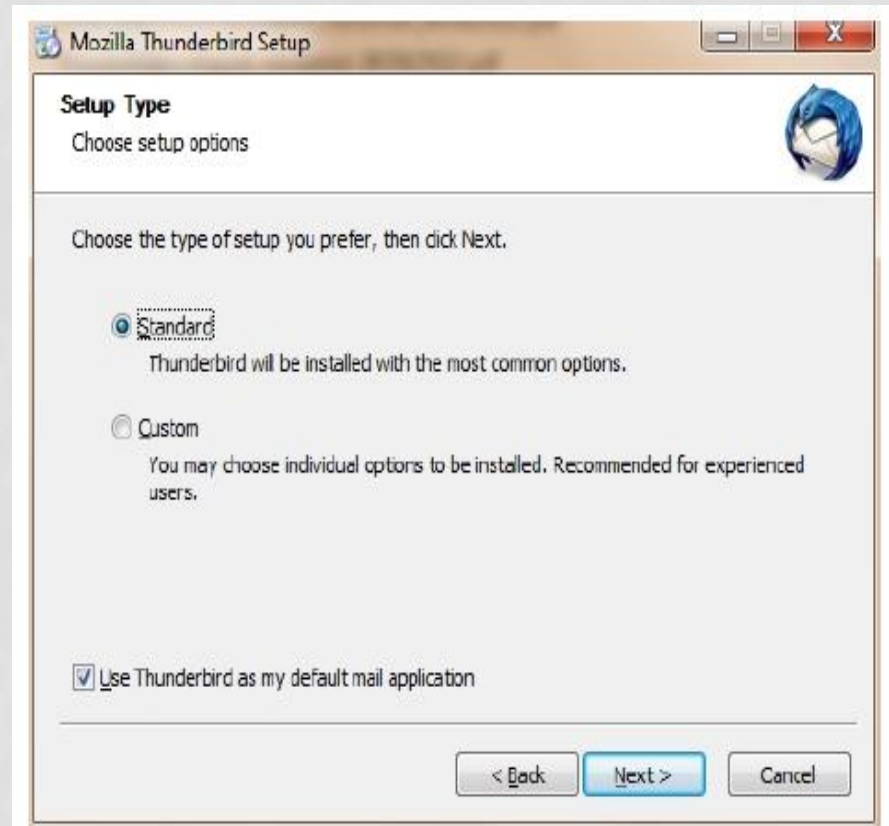 Mozilla Thunderbird Setup
Setup Type
Choose setup options
Choose the type of setup you prefer, then click Next.
Standard
Thunderbird will be installed with the most common options.
Custom
You may choose individual options to be installed. Recommended for experienced
users.
Use Thunderbird as my default mail application
< Back Next > Cancel